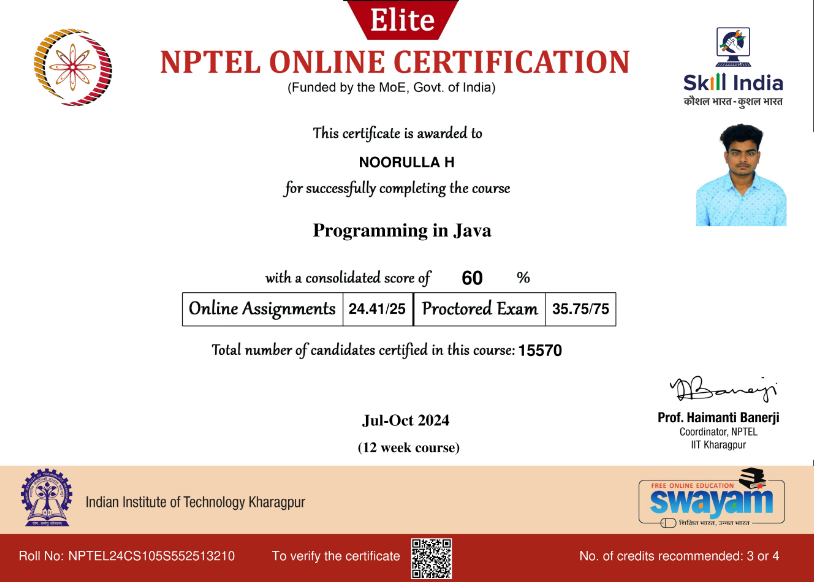 Elite
NPTEL ONLINE CERTIFICATION
(Funded by the MoE, Govt. of India)
Skill India
कौशल भारत - कुशल भारत
This certificate is awarded to
NOORULLA H
for successfully completing the course
Programming in Java
with a consolidated score of 60 %
Online Assignments 24.41/25 Proctored Exam 35.75/75
Total number of candidates certified in this course: 15570
Jul-Oct 2024
(12 week course)
Prof. Haimanti Banerji
Coordinator, NPTEL
IIT Kharagpur
Indian Institute of Technology Kharagpur
FREE ONLINE EDUCATION
swayam
शिक्षित भारत, उन्नत भारत
Roll No: NPTEL24CS105S552513210
To verify the certificate
No. of credits recommended: 3 or 4